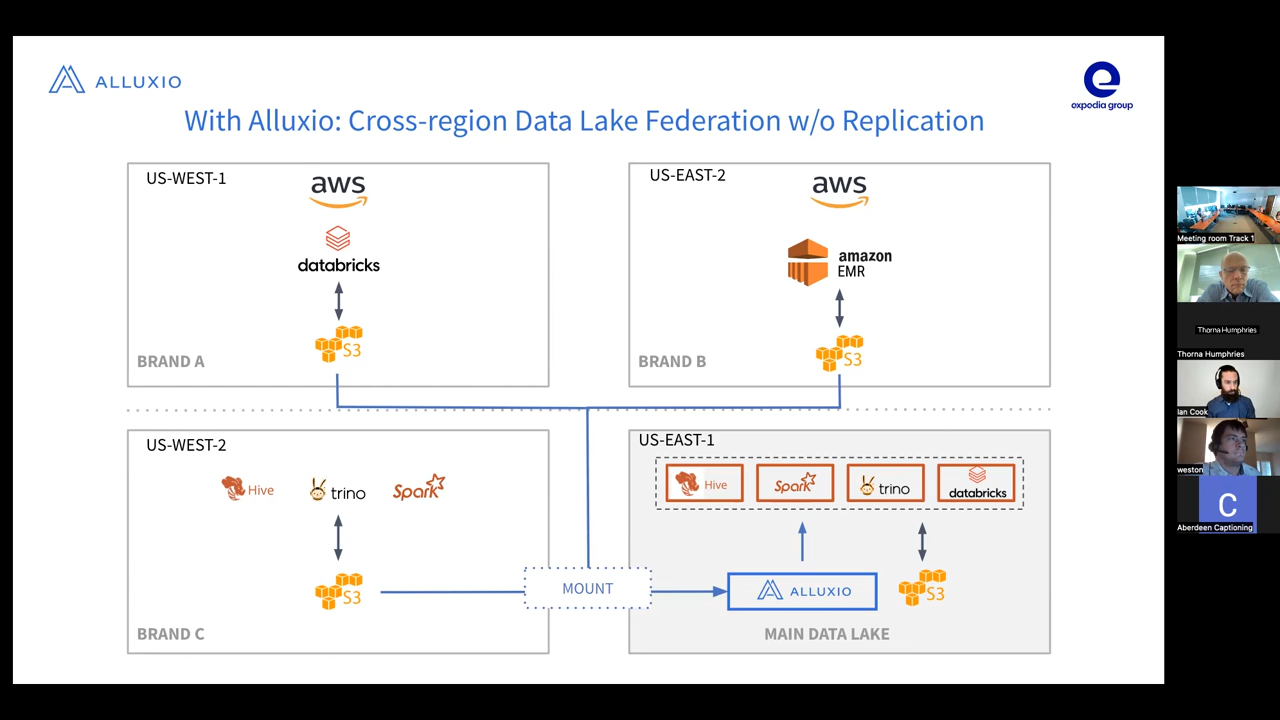 ALLUXIO
expedia group
With Alluxio: Cross-region Data Lake Federation w/o Replication
US-WEST-1
aws
databricks
S3
BRAND A
US-EAST-2
aws
amazon
EMR
S3
BRAND B
US-WEST-2
Hive
trino
Spark
S3
BRAND C
MOUNT
US-EAST-1
Hive
Spark
trino
databricks
ALLUXIO
S3
MAIN DATA LAKE
Meeting room Track 1
Thorna Humphries
Thorna Humphries
Ian Cook
weston
C
Aberdeen Captioning